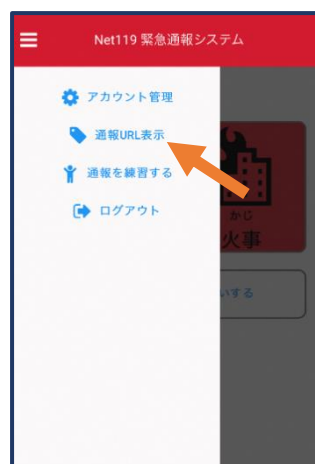 Net119 緊急通報システム
アカウント管理
通報URL表示
通報を練習する
ログアウト
かじ
火事
いする